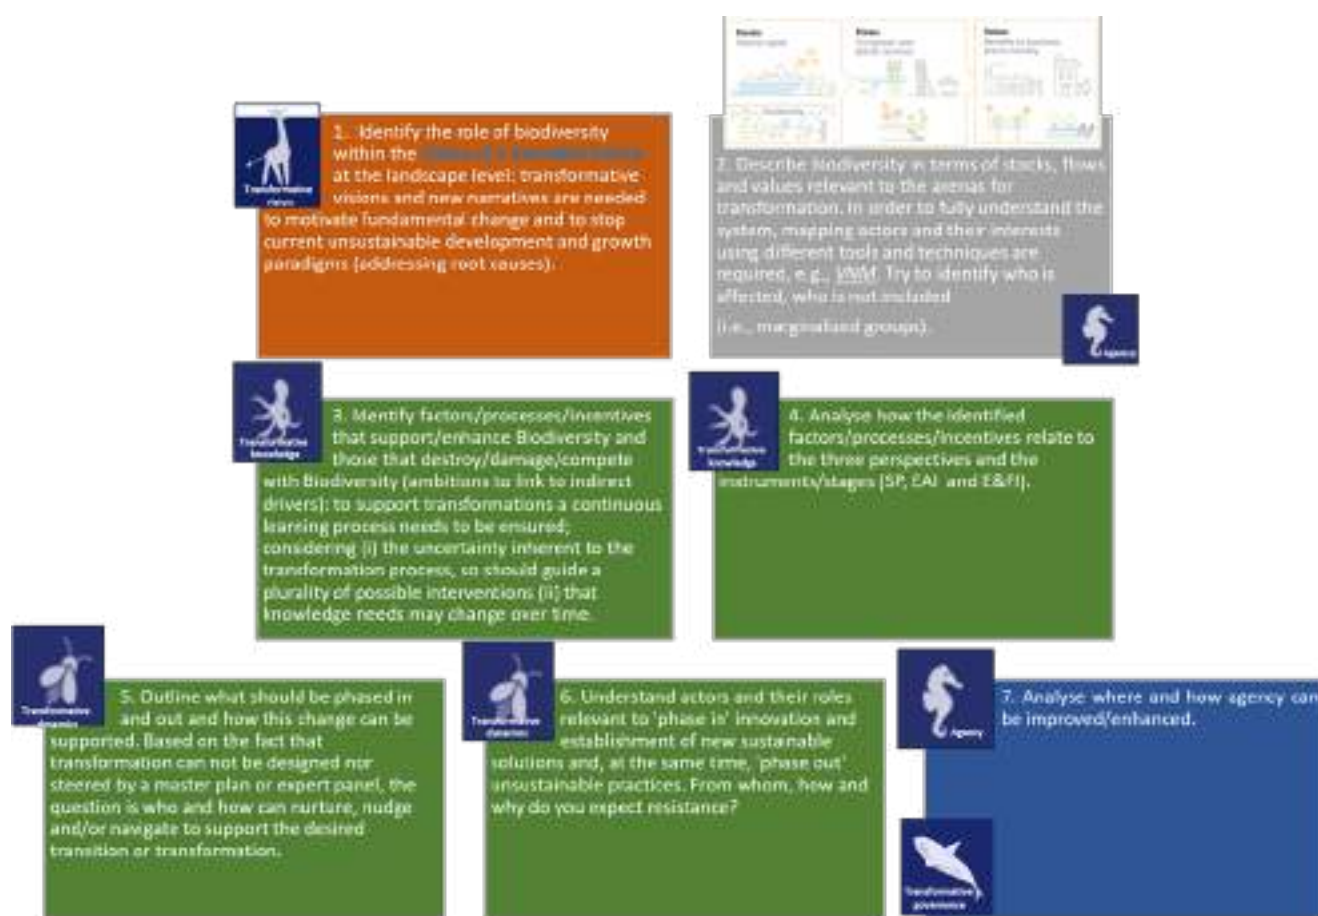 Stocks
Flows
Values
1. Identify the role of biodiversity
within the
at the landscape level: transformative
visions and new narratives are needed
to motivate fundamental change and to stop
current unsustainable development and growth
paradigms (addressing root causes).
Transformative
2. Describe Biodiversity in terms of stocks, flows
and values relevant to the arenas for
transformation. In order to fully understand the
system, mapping actors and their interests
using different tools and techniques are
required, e.g., VNM. Try to identify who is
affected, who is not included
(i.e., marginalised groups).
Agency
Transformative
knowledge
3. Identify factors/processes/incentives
that support/enhance Biodiversity and
those that destroy/damage/compete
with Biodiversity (ambitions to link to indirect
drivers): to support transformations a continuous
learning process needs to be ensured;
considering (i) the uncertainty inherent to the
transformation process, so should guide a
plurality of possible interventions (ii) that
knowledge needs may change over time.
Transformative
knowledge
4. Analyse how the identified
factors/processes/incentives relate to
the three perspectives and the
instruments/stages (SP, EAI and E&FI).
Transformative
dynamics
5. Outline what should be phased in
and out and how this change can be
supported. Based on the fact that
transformation can not be designed nor
steered by a master plan or expert panel, the
question is who and how can nurture, nudge
and/or navigate to support the desired
transition or transformation.
Transformative
dynamics
6. Understand actors and their roles
relevant to 'phase in' innovation and
establishment of new sustainable
solutions and, at the same time, 'phase out'
unsustainable practices. From whom, how and
why do you expect resistance?
Agency
7. Analyse where and how agency can
be improved/enhanced.
Transformative
governance